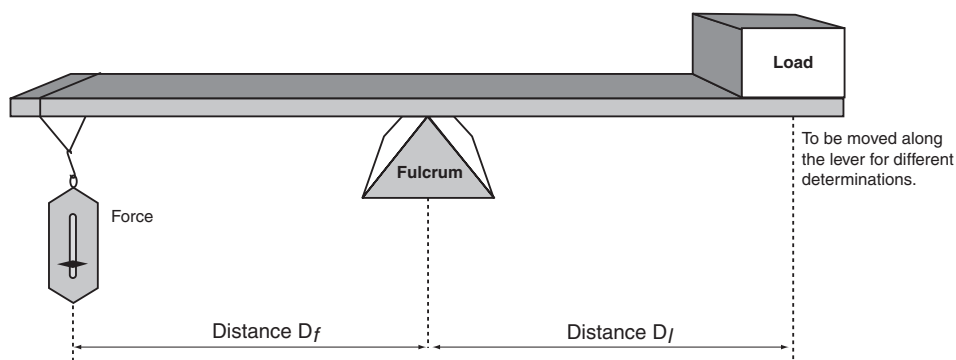 Load
To be moved along
the lever for different
determinations.
Fulcrum
Force
Distance Df
Distance Dl